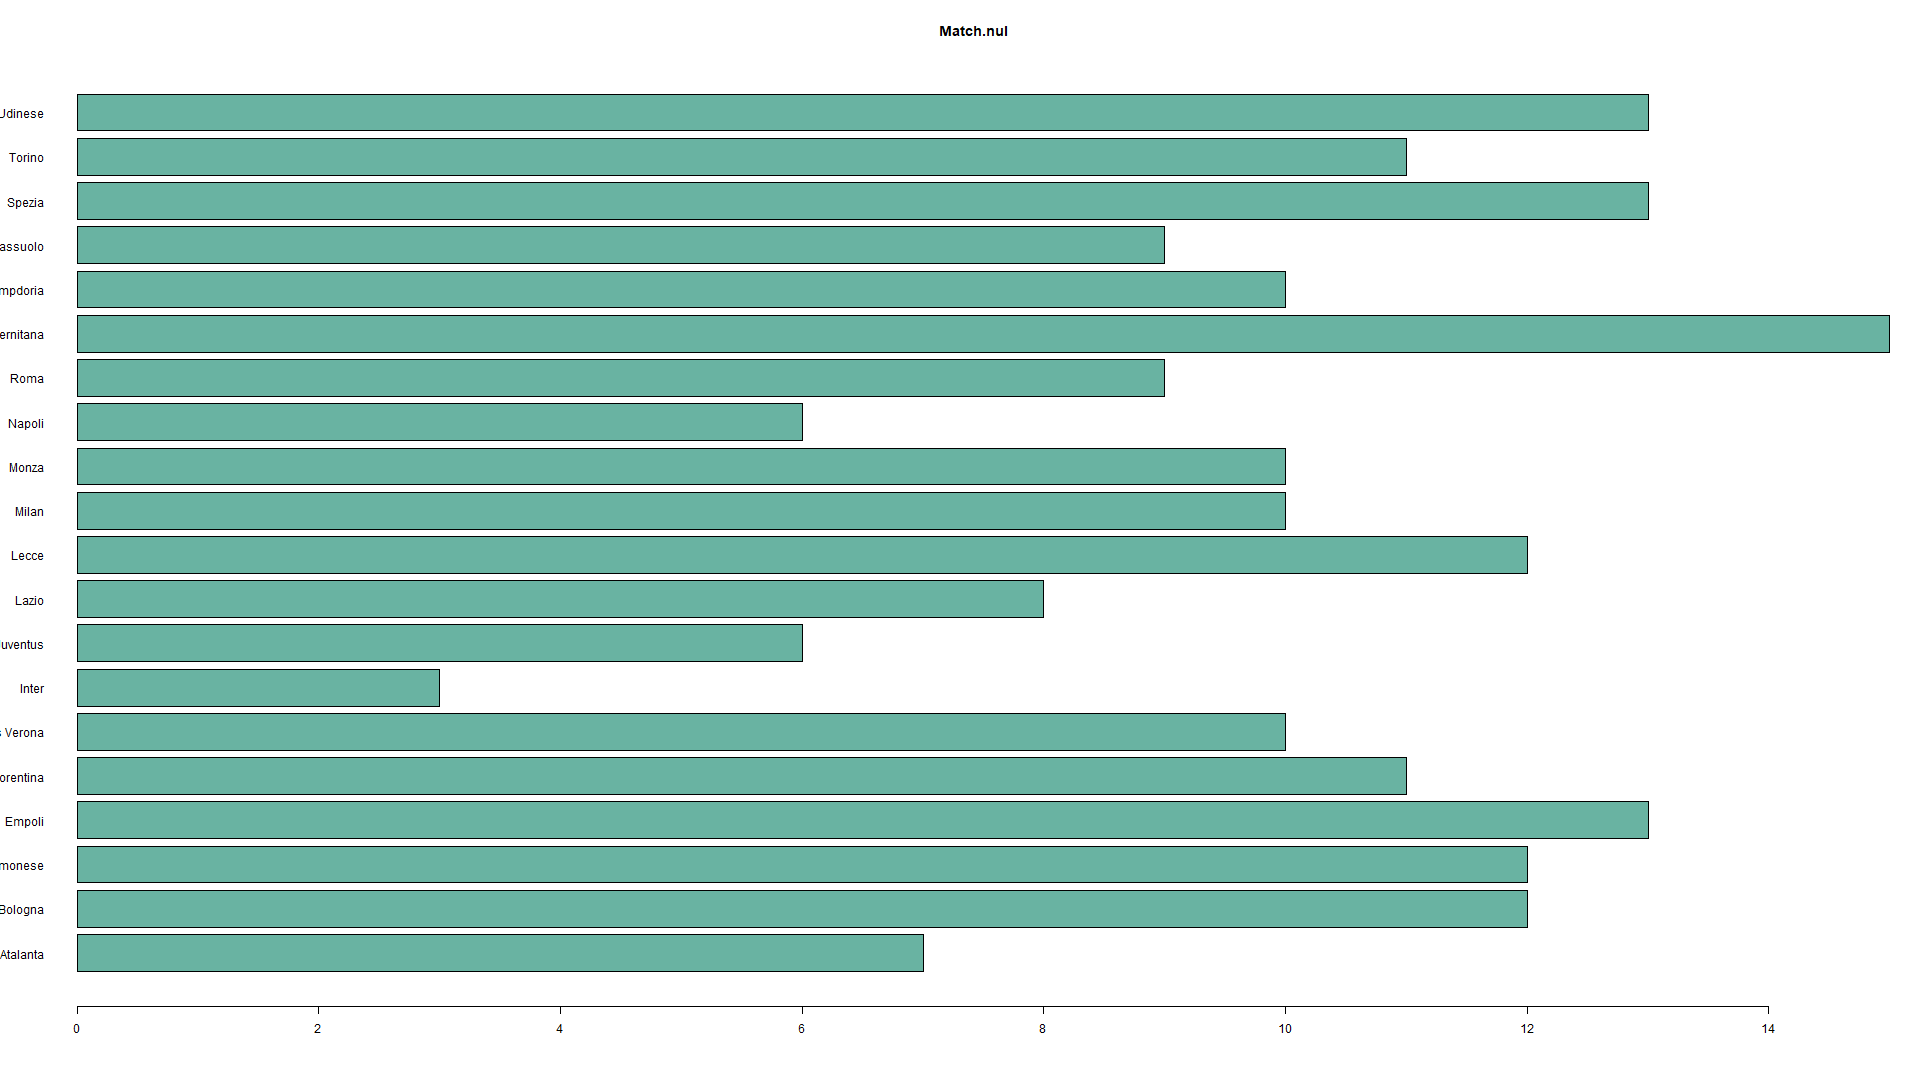 Match.nul
Udinese
Torino
Spezia
assuolo
mpdoria
ernitana
Roma
Napoli
Monza
Milan
Lecce
Lazio
uventus
Inter
s Verona
orentina
Empoli
monese
Bologna
Atalanta
0 2 4 6 8 10 12 14